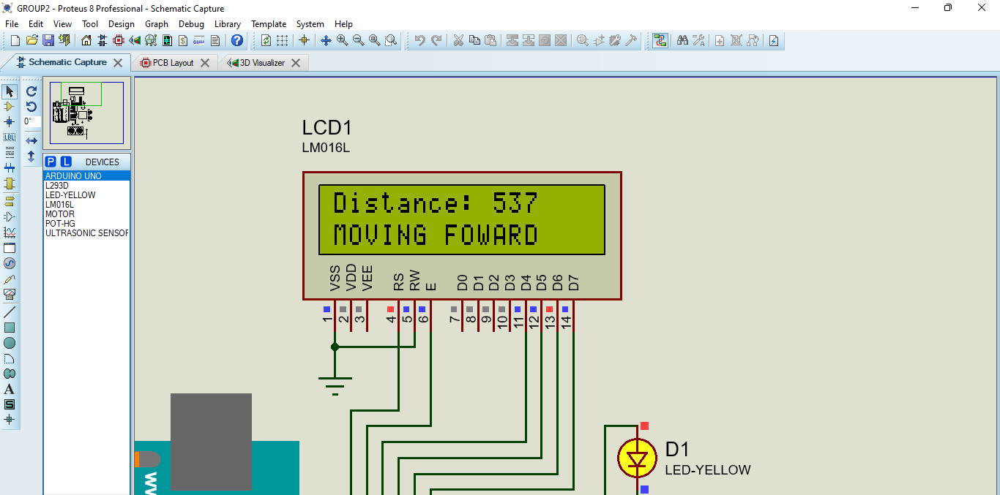 GROUP2 - Proteus 8 Professional - Schematic Capture
File Edit View Tool Design Graph Debug Library Template System Help
Schematic Capture PCB Layout 3D Visualizer
0°
LBL
P L DEVICES
ARDUINO UNO
L293D
LED-YELLOW
LM016L
MOTOR
POT-HG
ULTRASONIC SENSOF
A
S
LCD1
LM016L
Distance: 537
MOVING FOWARD
VSS VDD VEE RS RW E D0 D1 D2 D3 D4 D5 D6 D7
1 2 3 4 5 6 7 8 9 10 11 12 13 14
D1
LED-YELLOW